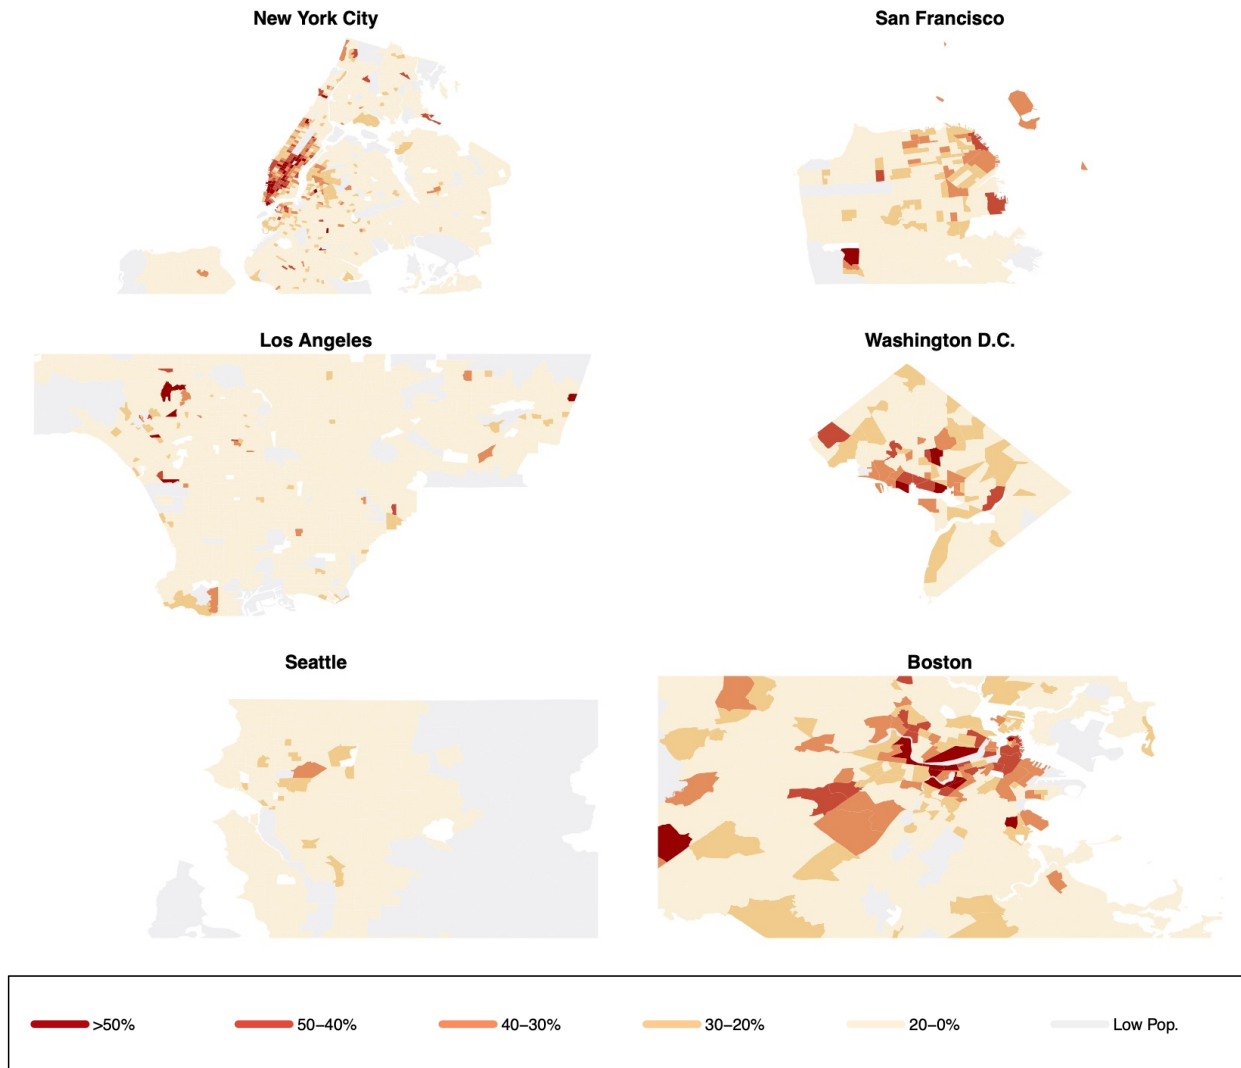 New York City
San Francisco
Los Angeles
Washington D.C.
Seattle
Boston
>50%
50–40%
40–30%
30–20%
20–0%
Low Pop.